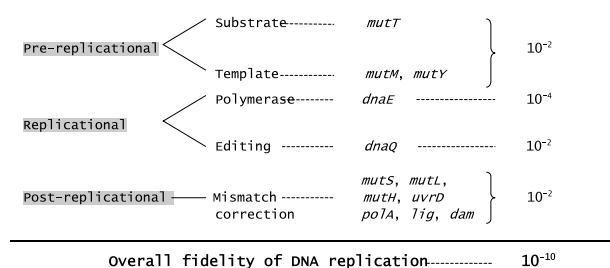 Substrate mutT
Pre-replicational 10⁻²
Template mutM, mutY
Polymerase dnaE 10⁻⁴
Replicational
Editing dnaQ 10⁻²
mutS, mutL,
Post-replicational Mismatch mutH, uvrD 10⁻²
correction polA, lig, dam
Overall fidelity of DNA replication 10⁻¹⁰